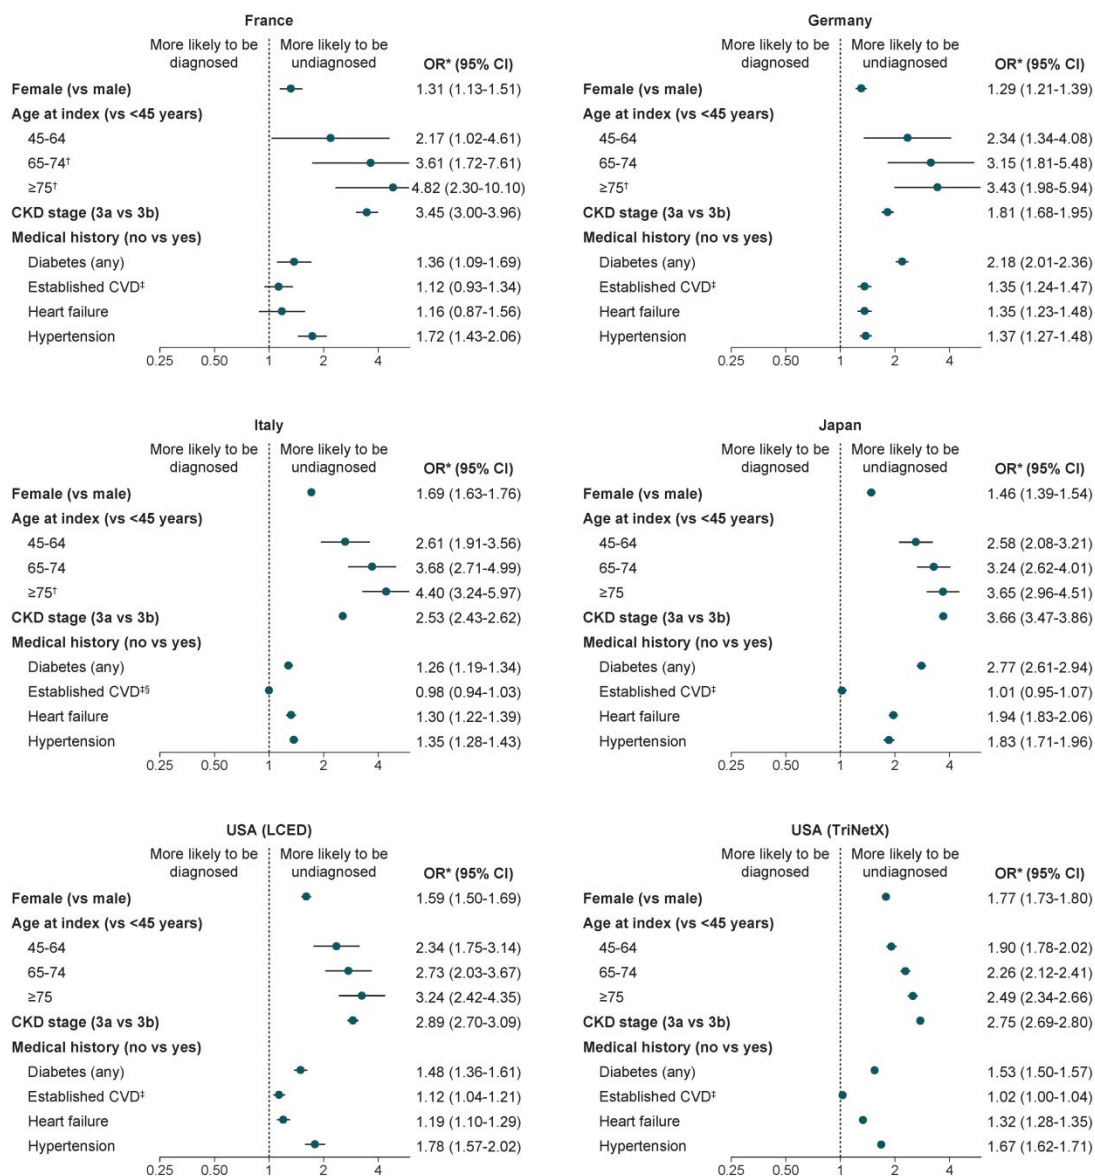 France
More likely to be diagnosed
More likely to be undiagnosed
OR* (95% CI)
Female (vs male) 1.31 (1.13-1.51)
Age at index (vs <45 years)
45-64 2.17 (1.02-4.61)
65-74† 3.61 (1.72-7.61)
≥75† 4.82 (2.30-10.10)
CKD stage (3a vs 3b) 3.45 (3.00-3.96)
Medical history (no vs yes)
Diabetes (any) 1.36 (1.09-1.69)
Established CVD‡ 1.12 (0.93-1.34)
Heart failure 1.16 (0.87-1.56)
Hypertension 1.72 (1.43-2.06)
0.25 0.50 1 2 4
Germany
More likely to be diagnosed
More likely to be undiagnosed
OR* (95% CI)
Female (vs male) 1.29 (1.21-1.39)
Age at index (vs <45 years)
45-64 2.34 (1.34-4.08)
65-74 3.15 (1.81-5.48)
≥75† 3.43 (1.98-5.94)
CKD stage (3a vs 3b) 1.81 (1.68-1.95)
Medical history (no vs yes)
Diabetes (any) 2.18 (2.01-2.36)
Established CVD‡ 1.35 (1.24-1.47)
Heart failure 1.35 (1.23-1.48)
Hypertension 1.37 (1.27-1.48)
0.25 0.50 1 2 4
Italy
More likely to be diagnosed
More likely to be undiagnosed
OR* (95% CI)
Female (vs male) 1.69 (1.63-1.76)
Age at index (vs <45 years)
45-64 2.61 (1.91-3.56)
65-74 3.68 (2.71-4.99)
≥75† 4.40 (3.24-5.97)
CKD stage (3a vs 3b) 2.53 (2.43-2.62)
Medical history (no vs yes)
Diabetes (any) 1.26 (1.19-1.34)
Established CVD‡§ 0.98 (0.94-1.03)
Heart failure 1.30 (1.22-1.39)
Hypertension 1.35 (1.28-1.43)
0.25 0.50 1 2 4
Japan
More likely to be diagnosed
More likely to be undiagnosed
OR* (95% CI)
Female (vs male) 1.46 (1.39-1.54)
Age at index (vs <45 years)
45-64 2.58 (2.08-3.21)
65-74 3.24 (2.62-4.01)
≥75 3.65 (2.96-4.51)
CKD stage (3a vs 3b) 3.66 (3.47-3.86)
Medical history (no vs yes)
Diabetes (any) 2.77 (2.61-2.94)
Established CVD‡ 1.01 (0.95-1.07)
Heart failure 1.94 (1.83-2.06)
Hypertension 1.83 (1.71-1.96)
0.25 0.50 1 2 4
USA (LCED)
More likely to be diagnosed
More likely to be undiagnosed
OR* (95% CI)
Female (vs male) 1.59 (1.50-1.69)
Age at index (vs <45 years)
45-64 2.34 (1.75-3.14)
65-74 2.73 (2.03-3.67)
≥75 3.24 (2.42-4.35)
CKD stage (3a vs 3b) 2.89 (2.70-3.09)
Medical history (no vs yes)
Diabetes (any) 1.48 (1.36-1.61)
Established CVD‡ 1.12 (1.04-1.21)
Heart failure 1.19 (1.10-1.29)
Hypertension 1.78 (1.57-2.02)
0.25 0.50 1 2 4
USA (TriNetX)
More likely to be diagnosed
More likely to be undiagnosed
OR* (95% CI)
Female (vs male) 1.77 (1.73-1.80)
Age at index (vs <45 years)
45-64 1.90 (1.78-2.02)
65-74 2.26 (2.12-2.41)
≥75 2.49 (2.34-2.66)
CKD stage (3a vs 3b) 2.75 (2.69-2.80)
Medical history (no vs yes)
Diabetes (any) 1.53 (1.50-1.57)
Established CVD‡ 1.02 (1.00-1.04)
Heart failure 1.32 (1.28-1.35)
Hypertension 1.67 (1.62-1.71)
0.25 0.50 1 2 4